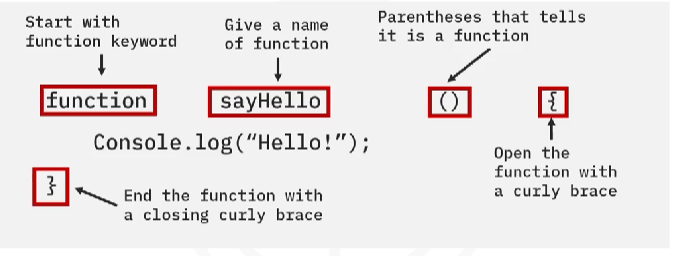 Start with
function keyword
Give a name
of function
Parentheses that tells
it is a function
function sayHello () {
Console.log(“Hello!”);
Open the
function with
a curly brace
}
End the function with
a closing curly brace